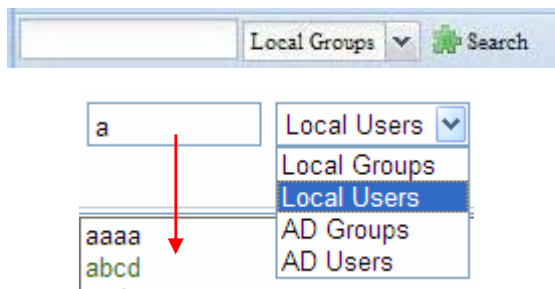 Local Groups Search
a Local Users
Local Groups
Local Users
AD Groups
AD Users
aaaa
abcd